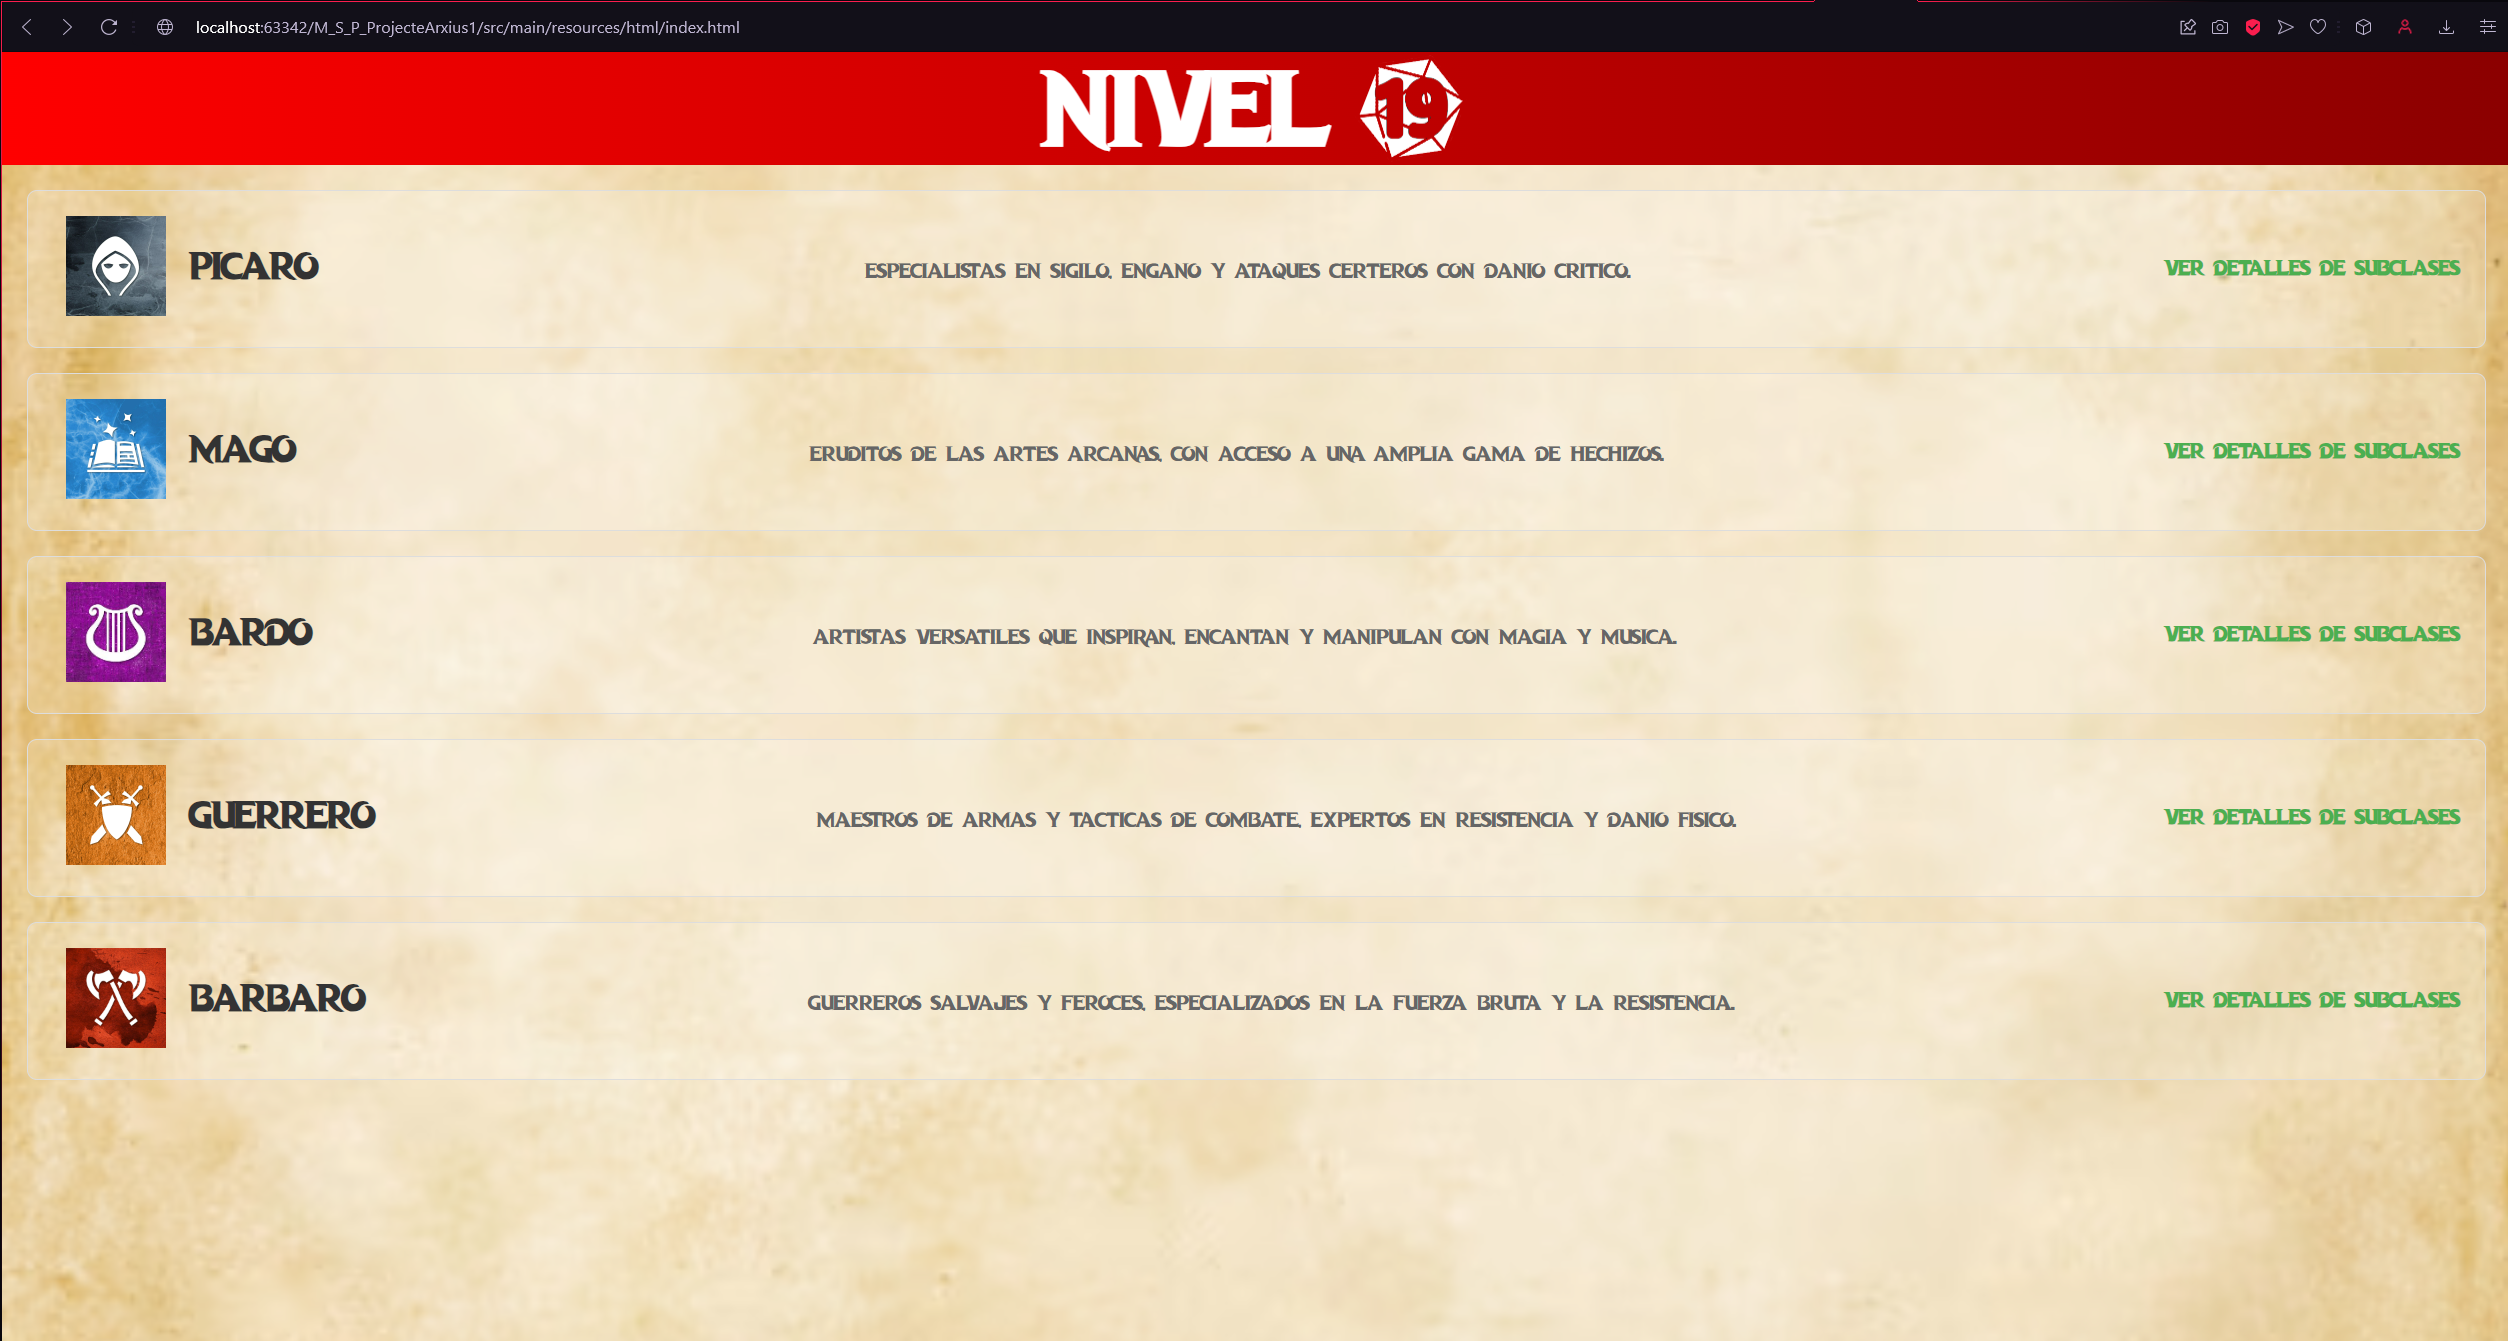 localhost:63342/M_S_P_ProjecteArxius1/src/main/resources/html/index.html
NIVEL 19
PICARO
ESPECIALISTAS EN SIGILO, ENGANO Y ATAQUES CERTEROS CON DANIO CRITICO.
VER DETALLES DE SUBCLASES
MAGO
ERUDITOS DE LAS ARTES ARCANAS, CON ACCESO A UNA AMPLIA GAMA DE HECHIZOS.
VER DETALLES DE SUBCLASES
BARDO
ARTISTAS VERSATILES QUE INSPIRAN, ENCANTAN Y MANIPULAN CON MAGIA Y MUSICA.
VER DETALLES DE SUBCLASES
GUERRERO
MAESTROS DE ARMAS Y TACTICAS DE COMBATE, EXPERTOS EN RESISTENCIA Y DANIO FISICO.
VER DETALLES DE SUBCLASES
BARBARO
GUERREROS SALVAJES Y FEROCES, ESPECIALIZADOS EN LA FUERZA BRUTA Y LA RESISTENCIA.
VER DETALLES DE SUBCLASES